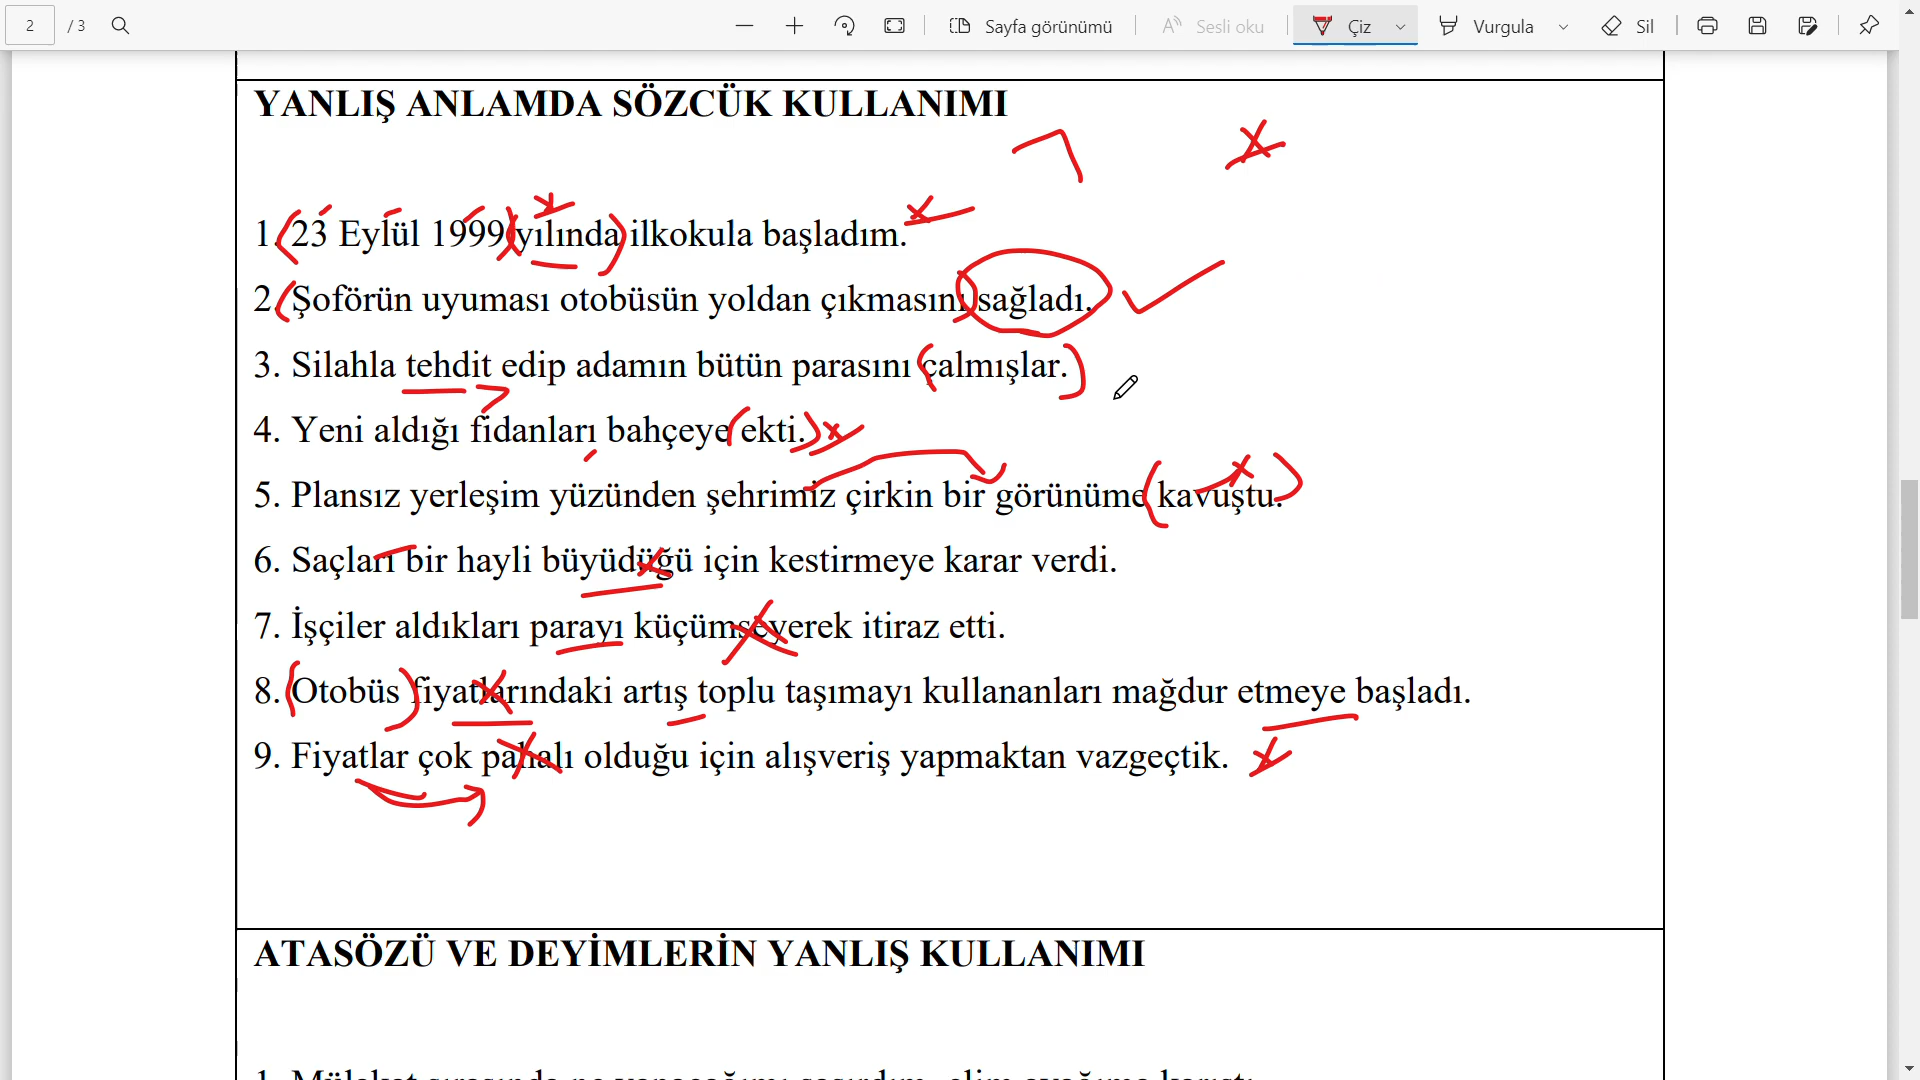 2 / 3 Sayfa görünümü Sesli oku Çiz Vurgula Sil
YANLIŞ ANLAMDA SÖZCÜK KULLANIMI
1. 23 Eylül 1999 yılında ilkokula başladım.
2. Şoförün uyuması otobüsün yoldan çıkmasını sağladı.
3. Silahla tehdit edip adamın bütün parasını çalmışlar.
4. Yeni aldığı fidanları bahçeye ekti.
5. Plansız yerleşim yüzünden şehrimiz çirkin bir görünüme kavuştu.
6. Saçları bir hayli büyüdüğü için kestirmeye karar verdi.
7. İşçiler aldıkları parayı küçümseyerek itiraz etti.
8. Otobüs fiyatlarındaki artış toplu taşımayı kullananları mağdur etmeye başladı.
9. Fiyatlar çok pahalı olduğu için alışveriş yapmaktan vazgeçtik.
ATASÖZÜ VE DEYİMLERİN YANLIŞ KULLANIMI